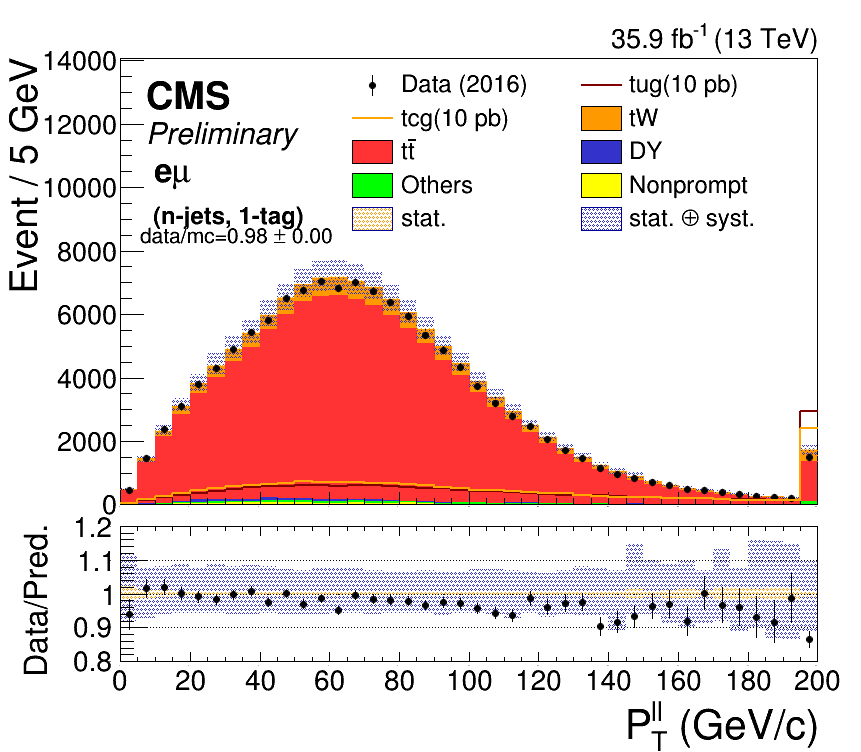 35.9 fb⁻¹ (13 TeV)
Event / 5 GeV
14000
12000
10000
8000
6000
4000
2000
0
CMS
Preliminary
eμ
(n-jets, 1-tag)
data/mc=0.98 ± 0.00
Data (2016)
tug(10 pb)
tcg(10 pb)
tW
tt̄
DY
Others
Nonprompt
stat.
stat. ⊕ syst.
Data/Pred.
1.2
1.1
1
0.9
0.8
0 20 40 60 80 100 120 140 160 180 200
P_T^ll (GeV/c)